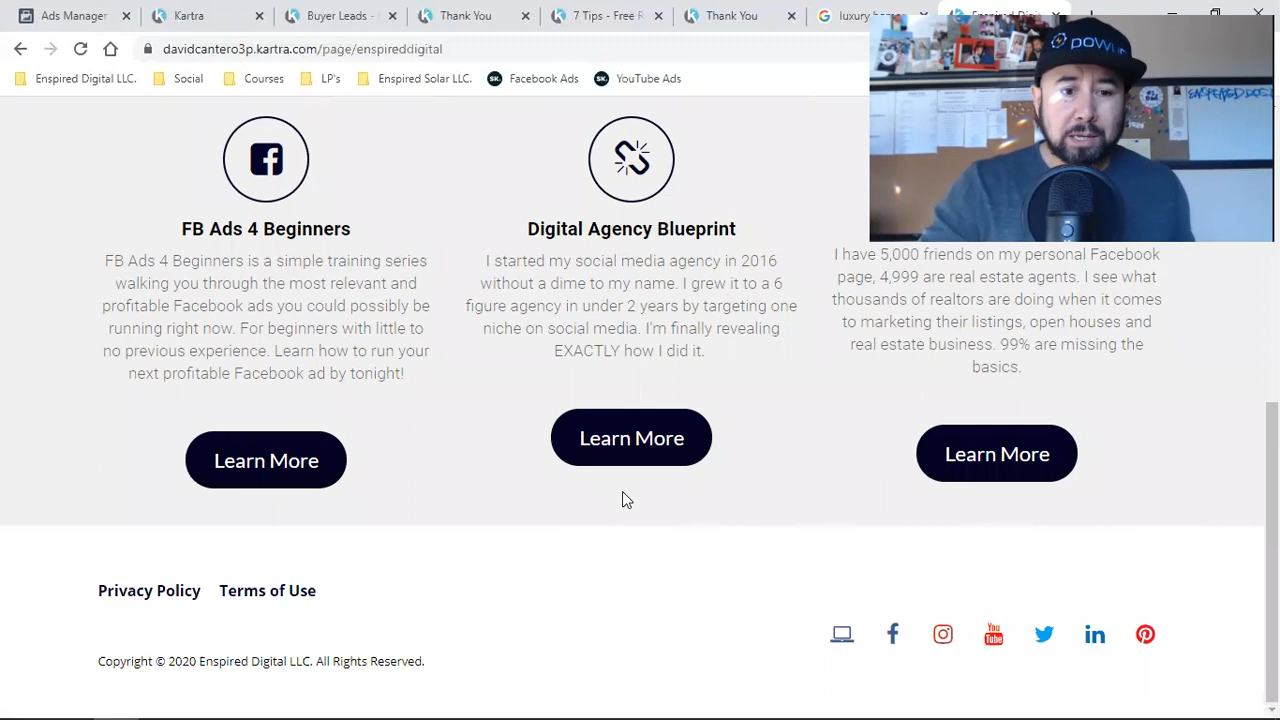 Ads Manager
Kartra
Buyer Leads -
Thank You
7 Tips - Free R
Thank You
luxury
davidsantero3p.kartra.com/page/enspireddigital
Enspired Digital LLC.
Social
LP's
Enspired Solar LLC.
SK.
Facebook Ads
SK.
YouTube Ads
powur
FB Ads 4 Beginners
FB Ads 4 Beginners is a simple training series
walking you through the most relevant and
profitable Facebook ads you could possibly be
running right now. For beginners with little to
no previous experience. Learn how to run your
next profitable Facebook ad by tonight!
Learn More
Digital Agency Blueprint
I started my social media agency in 2016
without a dime to my name. I grew it to a 6
figure agency in under 2 years by targeting one
niche on social media. I'm finally revealing
EXACTLY how I did it.
Learn More
I have 5,000 friends on my personal Facebook
page, 4,999 are real estate agents. I see what
thousands of realtors are doing when it comes
to marketing their listings, open houses and
real estate business. 99% are missing the
basics.
Learn More
Privacy Policy
Terms of Use
You
Tube
Copyright © 2020 Enspired Digital LLC. All Rights Reserved.